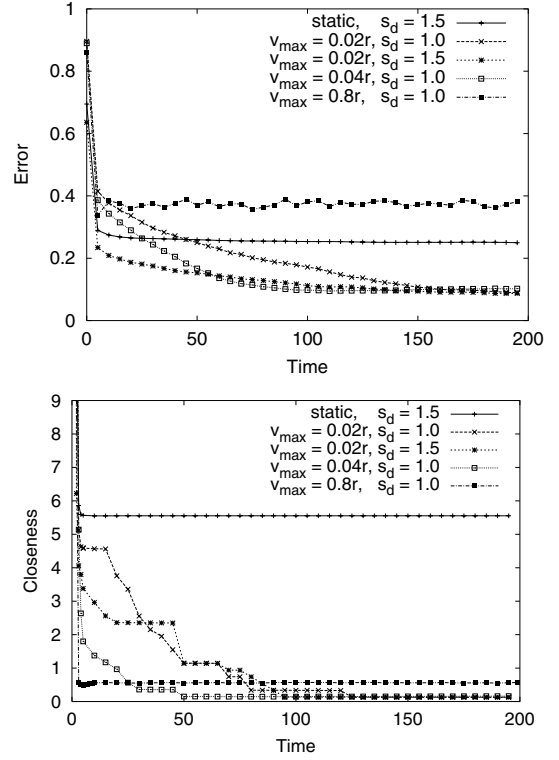 1
0.8
0.6
0.4
0.2
0
Error
static, s_d = 1.5
v_max = 0.02r, s_d = 1.0
v_max = 0.02r, s_d = 1.5
v_max = 0.04r, s_d = 1.0
v_max = 0.8r, s_d = 1.0
0 50 100 150 200
Time
9
8
7
6
5
4
3
2
1
0
Closeness
static, s_d = 1.5
v_max = 0.02r, s_d = 1.0
v_max = 0.02r, s_d = 1.5
v_max = 0.04r, s_d = 1.0
v_max = 0.8r, s_d = 1.0
0 50 100 150 200
Time